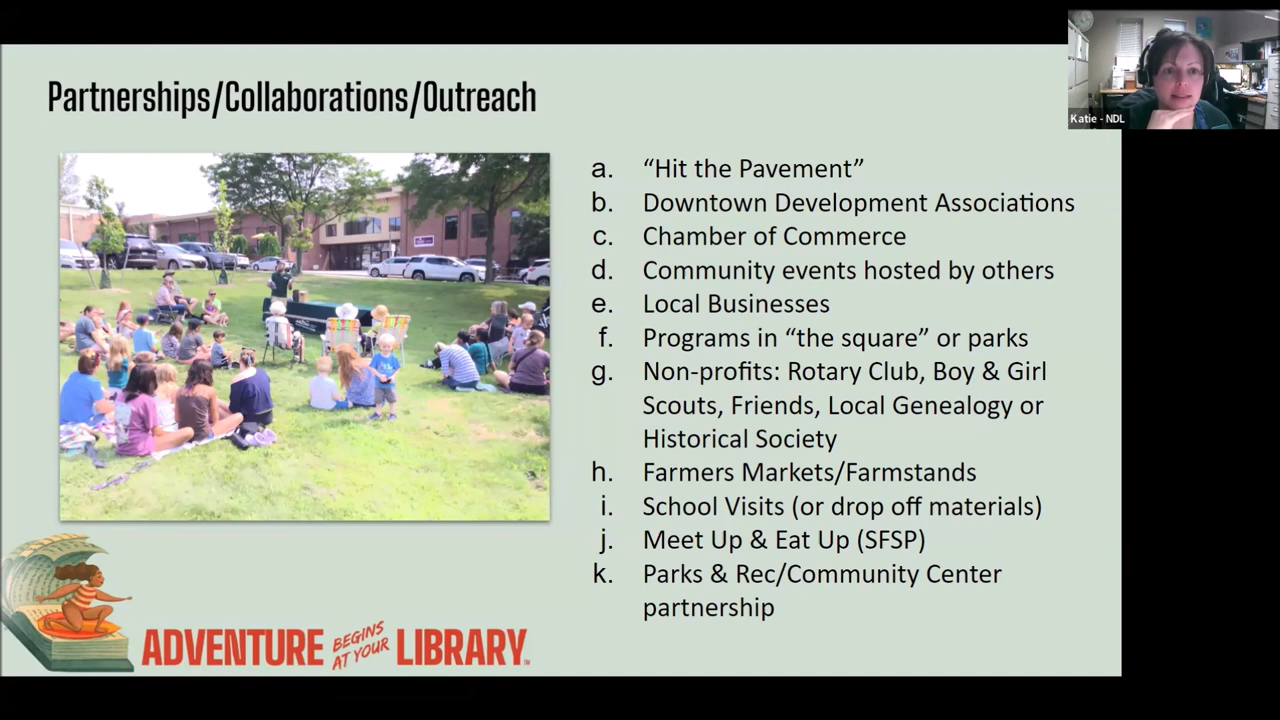 Partnerships/Collaborations/Outreach
Katie - NDL
a. “Hit the Pavement”
b. Downtown Development Associations
c. Chamber of Commerce
d. Community events hosted by others
e. Local Businesses
f. Programs in “the square” or parks
g. Non-profits: Rotary Club, Boy & Girl
Scouts, Friends, Local Genealogy or
Historical Society
h. Farmers Markets/Farmstands
i. School Visits (or drop off materials)
j. Meet Up & Eat Up (SFSP)
k. Parks & Rec/Community Center
partnership
ADVENTURE BEGINS AT YOUR LIBRARY™